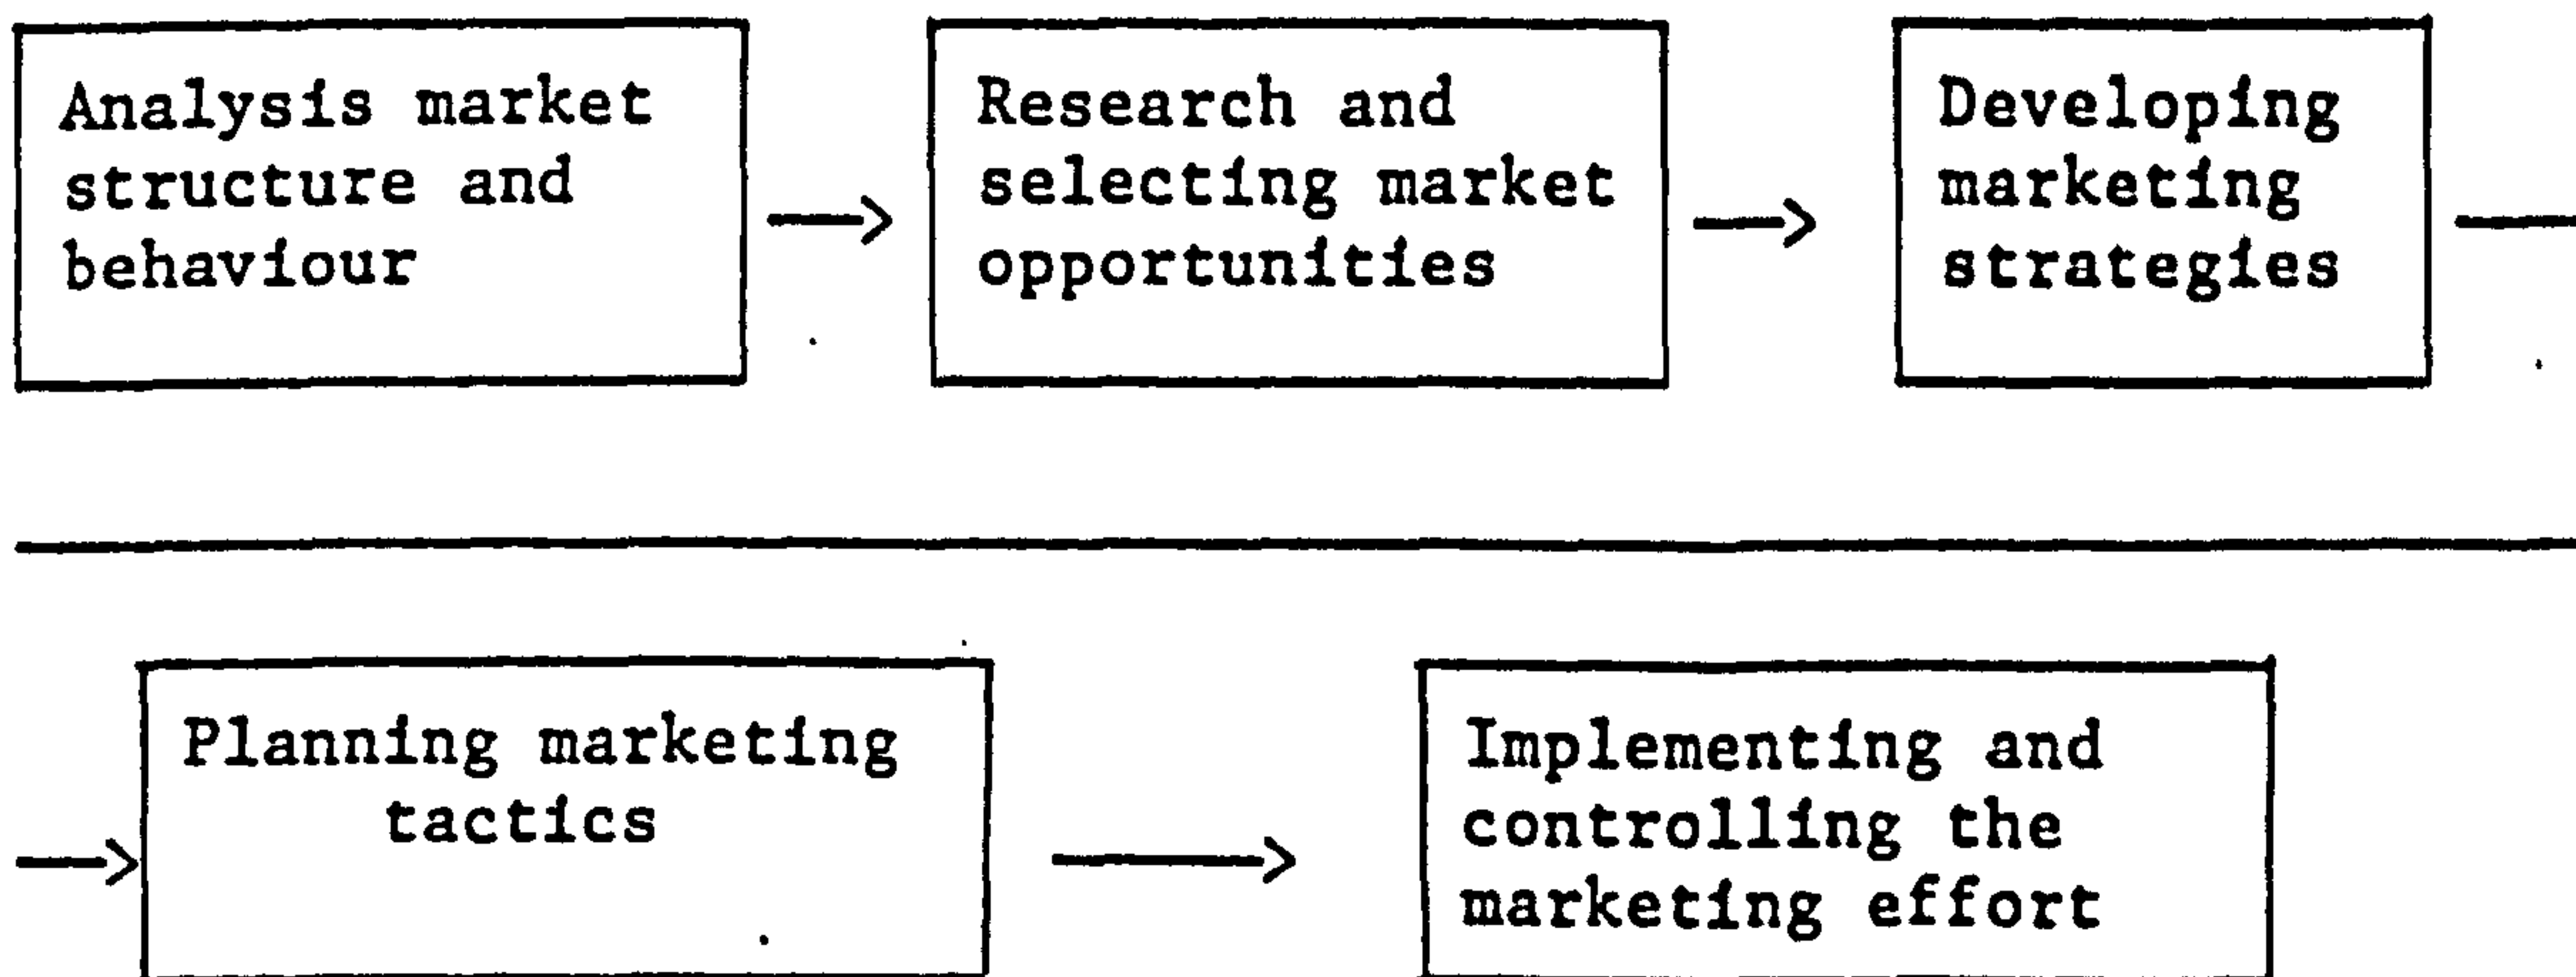 Analysis market
structure and
behaviour
Research and
selecting market
opportunities
Developing
marketing
strategies
Planning marketing
tactics
Implementing and
controlling the
marketing effort